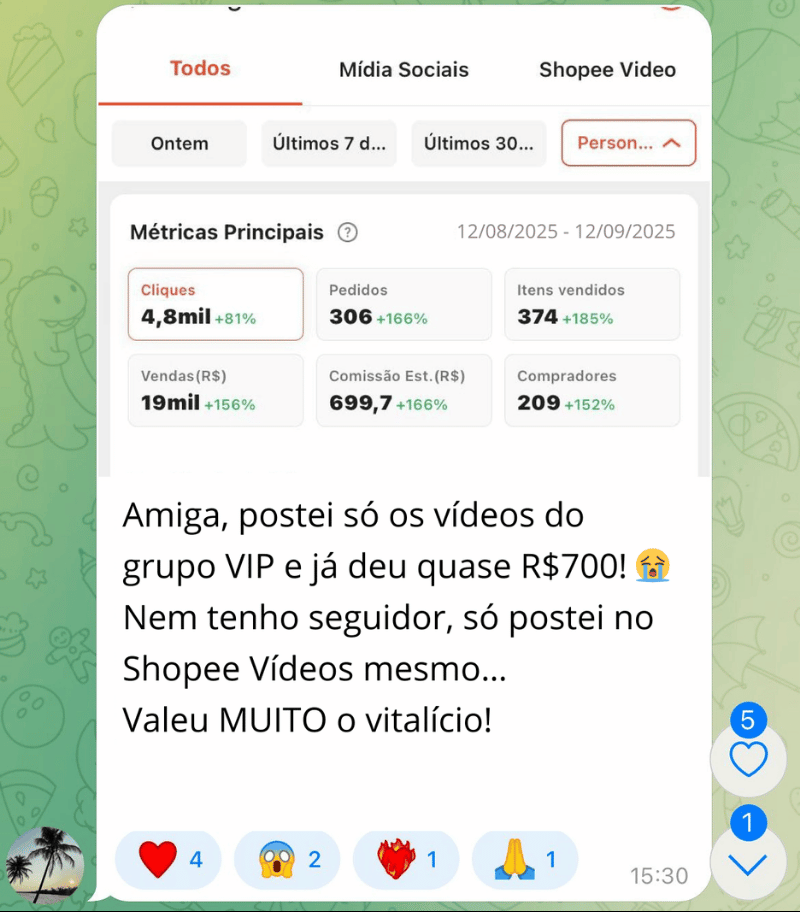 Todos Mídia Sociais Shopee Video
Ontem Últimos 7 d... Últimos 30... Person...
Métricas Principais ? 12/08/2025 - 12/09/2025
Cliques Pedidos Itens vendidos
4,8mil +81% 306 +166% 374 +185%
Vendas(R$) Comissão Est.(R$) Compradores
19mil +156% 699,7 +166% 209 +152%
Amiga, postei só os vídeos do
grupo VIP e já deu quase R$700! 😭
Nem tenho seguidor, só postei no
Shopee Vídeos mesmo...
Valeu MUITO o vitalício!
5
1
4 2 1 1
15:30